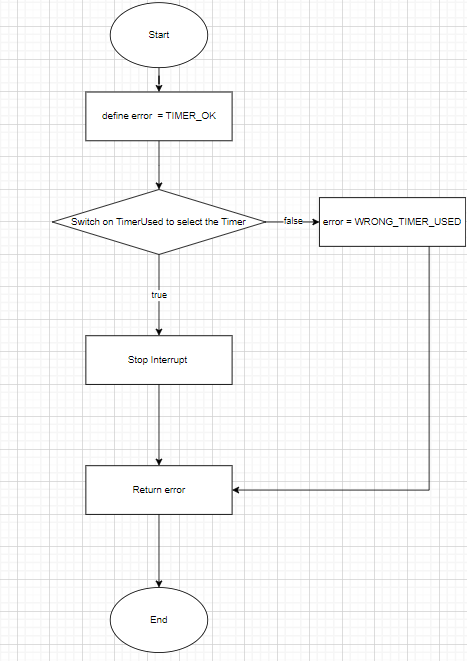 Start
define error = TIMER_OK
Switch on TimerUsed to select the Timer
false
error = WRONG_TIMER_USED
true
Stop Interrupt
Return error
End